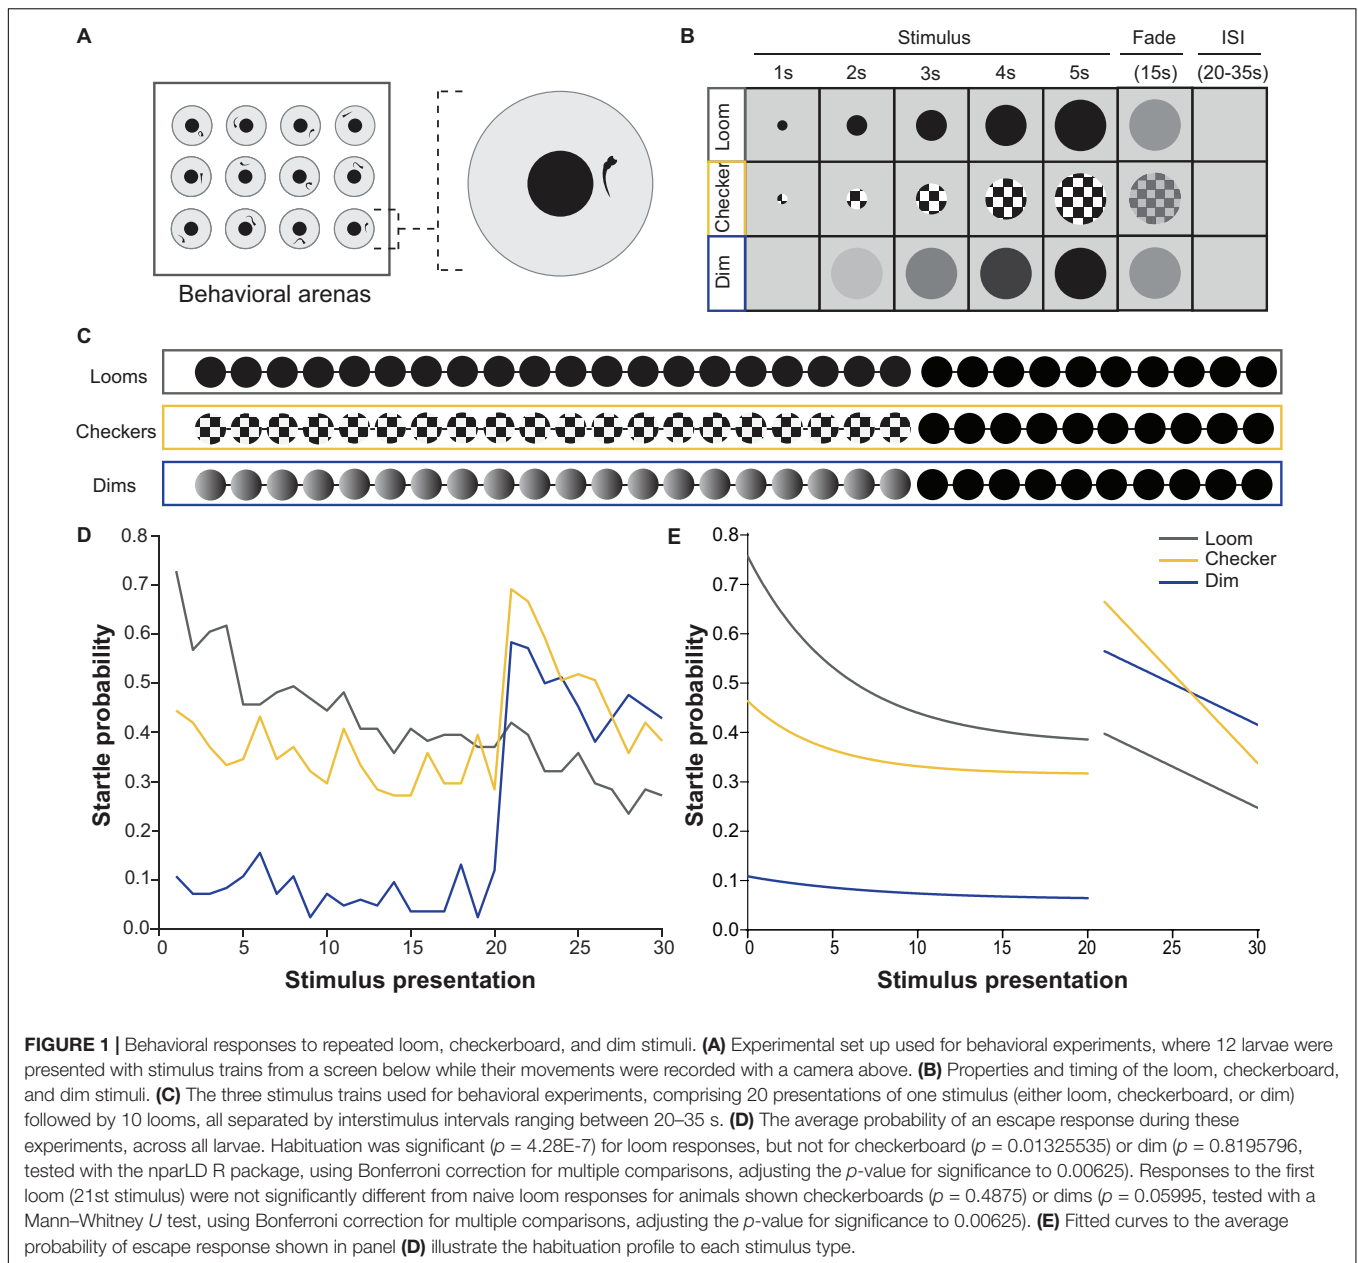 A
Behavioral arenas
B
Stimulus Fade ISI
1s 2s 3s 4s 5s (15s) (20-35s)
Loom
Checker
Dim
C
Looms
Checkers
Dims
D
0.8
0.7
0.6
0.5
0.4
0.3
0.2
0.1
0.0
Startle probability
0 5 10 15 20 25 30
Stimulus presentation
E
Loom
Checker
Dim
0.8
0.7
0.6
0.5
0.4
0.3
0.2
0.1
0.0
Startle probability
0 5 10 15 20 25 30
Stimulus presentation
FIGURE 1 | Behavioral responses to repeated loom, checkerboard, and dim stimuli. (A) Experimental set up used for behavioral experiments, where 12 larvae were
presented with stimulus trains from a screen below while their movements were recorded with a camera above. (B) Properties and timing of the loom, checkerboard,
and dim stimuli. (C) The three stimulus trains used for behavioral experiments, comprising 20 presentations of one stimulus (either loom, checkerboard, or dim)
followed by 10 looms, all separated by interstimulus intervals ranging between 20–35 s. (D) The average probability of an escape response during these
experiments, across all larvae. Habituation was significant (p = 4.28E-7) for loom responses, but not for checkerboard (p = 0.01325535) or dim (p = 0.8195796,
tested with the nparLD R package, using Bonferroni correction for multiple comparisons, adjusting the p-value for significance to 0.00625). Responses to the first
loom (21st stimulus) were not significantly different from naive loom responses for animals shown checkerboards (p = 0.4875) or dims (p = 0.05995, tested with a
Mann–Whitney U test, using Bonferroni correction for multiple comparisons, adjusting the p-value for significance to 0.00625). (E) Fitted curves to the average
probability of escape response shown in panel (D) illustrate the habituation profile to each stimulus type.